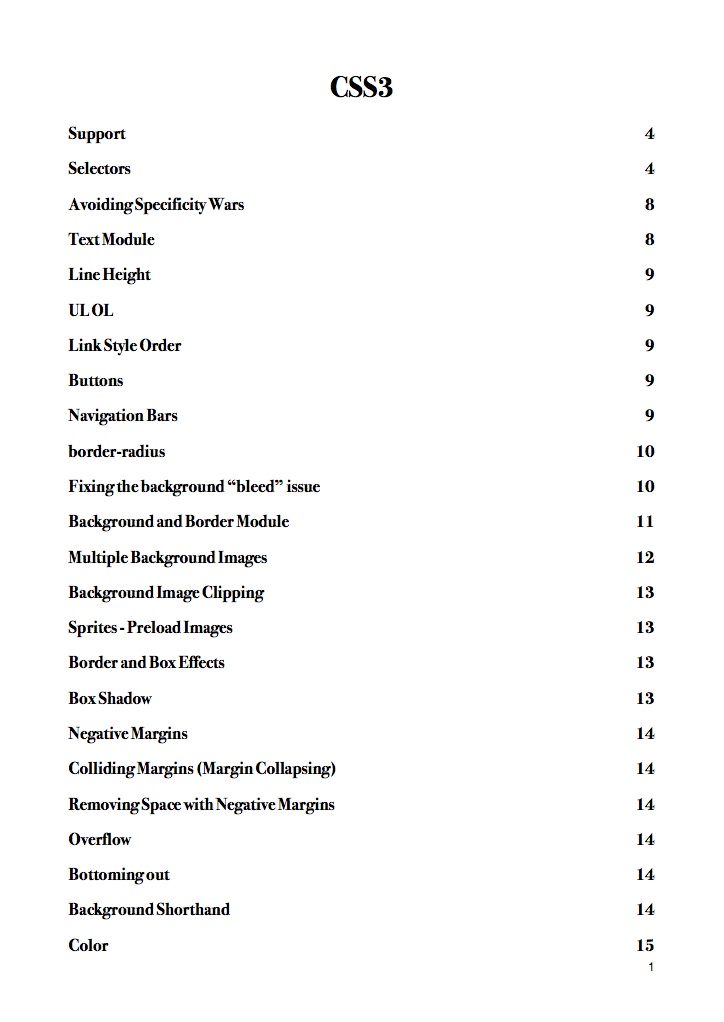 CSS3
Support 4
Selectors 4
Avoiding Specificity Wars 8
Text Module 8
Line Height 9
UL OL 9
Link Style Order 9
Buttons 9
Navigation Bars 9
border-radius 10
Fixing the background “bleed” issue 10
Background and Border Module 11
Multiple Background Images 12
Background Image Clipping 13
Sprites - Preload Images 13
Border and Box Effects 13
Box Shadow 13
Negative Margins 14
Colliding Margins (Margin Collapsing) 14
Removing Space with Negative Margins 14
Overflow 14
Bottoming out 14
Background Shorthand 14
Color 15
1